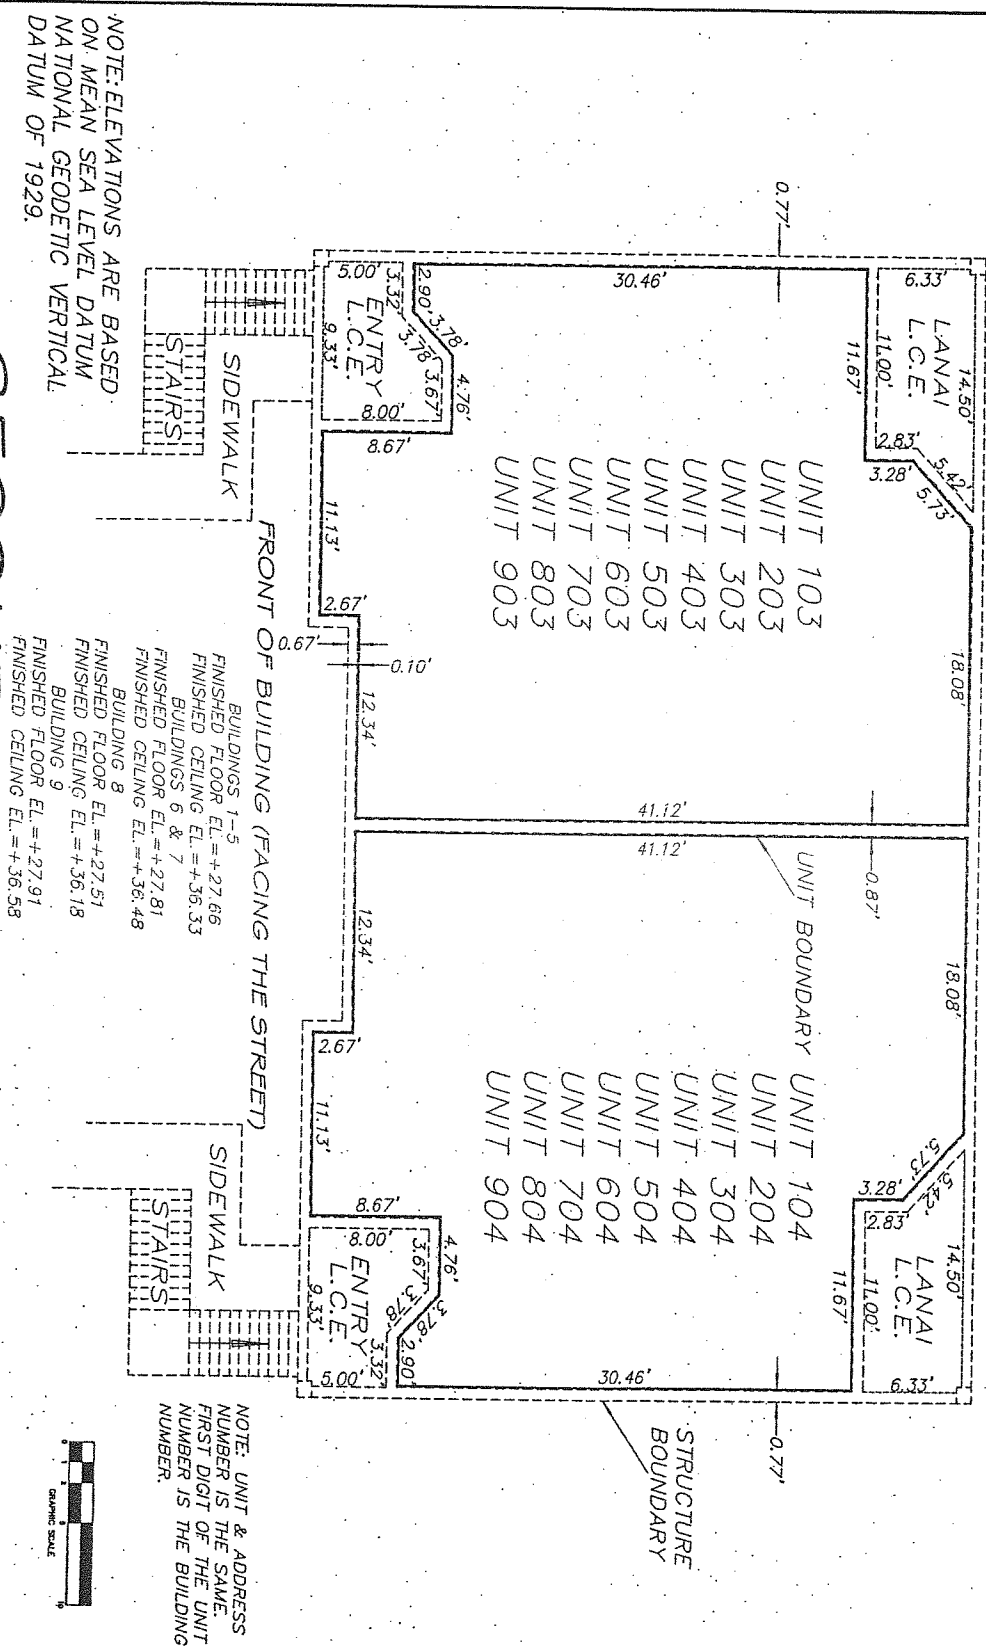 6.33'
LANAI
L.C.E.
14.50'
11.00'
2.83'
5.42'
11.67'
3.28'
5.73'
18.08'
0.77'
30.46'
UNIT 103
UNIT 203
UNIT 303
UNIT 403
UNIT 503
UNIT 603
UNIT 703
UNIT 803
UNIT 903
2.90'
3.78'
4.76'
5.00'
3.32'
3.78'
3.67'
ENTRY
L.C.E.
9.33'
8.00'
8.67'
11.13'
2.67'
0.67'
0.10'
12.34'
41.12'
41.12'
0.87'
UNIT BOUNDARY
18.08'
5.73'
5.42'
3.28'
2.83'
14.50'
LANAI
L.C.E.
11.00'
11.67'
6.33'
UNIT 104
UNIT 204
UNIT 304
UNIT 404
UNIT 504
UNIT 604
UNIT 704
UNIT 804
UNIT 904
30.46'
0.77'
STRUCTURE
BOUNDARY
12.34'
2.67'
11.13'
8.67'
4.76'
3.78'
2.90'
8.00'
3.67'
3.78'
3.32'
ENTRY
L.C.E.
9.33'
5.00'
SIDEWALK
STAIRS
FRONT OF BUILDING (FACING THE STREET)
SIDEWALK
STAIRS
BUILDINGS 1-5
FINISHED FLOOR EL.=+27.66
FINISHED CEILING EL.=+36.33
BUILDINGS 6 & 7
FINISHED FLOOR EL.=+27.81
FINISHED CEILING EL.=+36.48
BUILDING 8
FINISHED FLOOR EL.=+27.51
FINISHED CEILING EL.=+36.18
BUILDING 9
FINISHED FLOOR EL.=+27.91
FINISHED CEILING EL.=+36.58
NOTE: ELEVATIONS ARE BASED
ON MEAN SEA LEVEL DATUM
NATIONAL GEODETIC VERTICAL
DATUM OF 1929.
NOTE: UNIT & ADDRESS
NUMBER IS THE SAME.
FIRST DIGIT OF THE UNIT
NUMBER IS THE BUILDING
NUMBER.
GRAPHIC SCALE